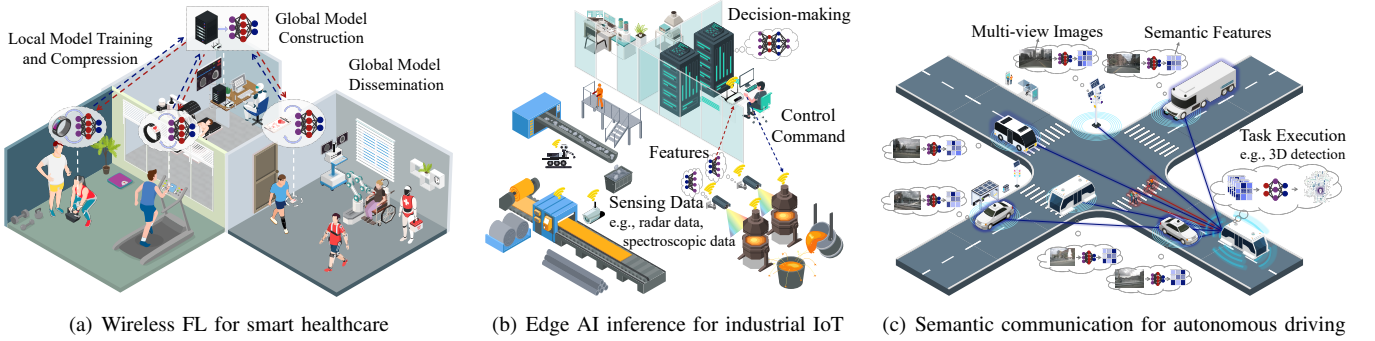 Local Model Training
and Compression
Global Model
Construction
Global Model
Dissemination
(a) Wireless FL for smart healthcare
Decision-making
Control
Command
Features
Sensing Data
e.g., radar data,
spectroscopic data
(b) Edge AI inference for industrial IoT
Multi-view Images
Semantic Features
Task Execution
e.g., 3D detection
(c) Semantic communication for autonomous driving